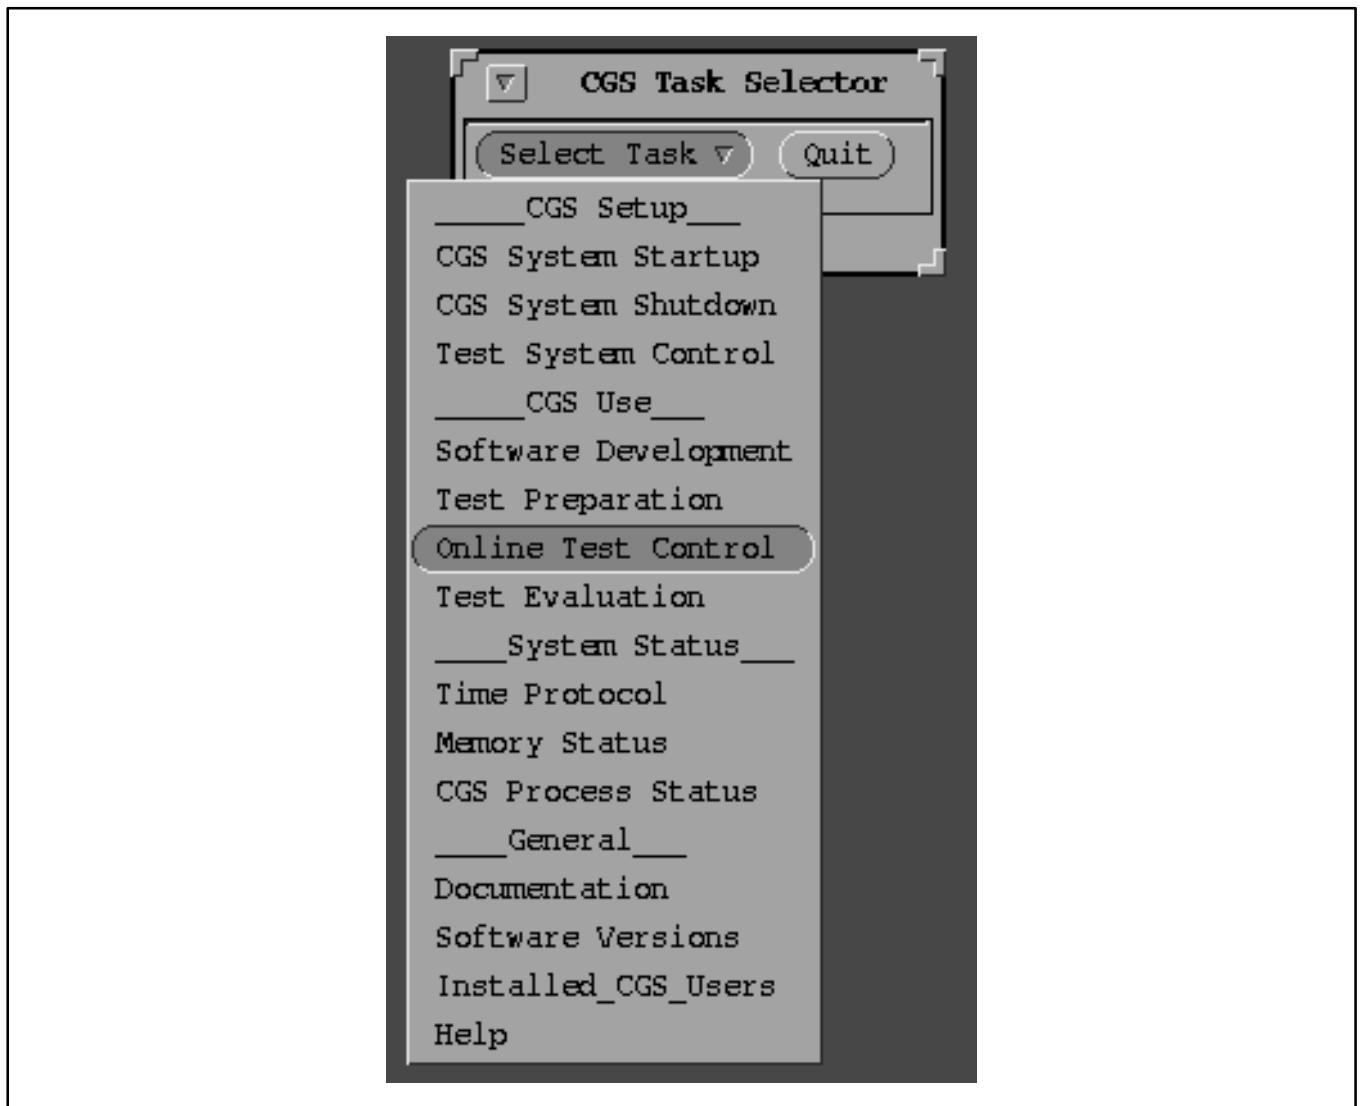 CGS Task Selector
Select Task Quit
_____CGS Setup___
CGS System Startup
CGS System Shutdown
Test System Control
_____CGS Use___
Software Development
Test Preparation
Online Test Control
Test Evaluation
____System Status___
Time Protocol
Memory Status
CGS Process Status
____General___
Documentation
Software Versions
Installed_CGS_Users
Help